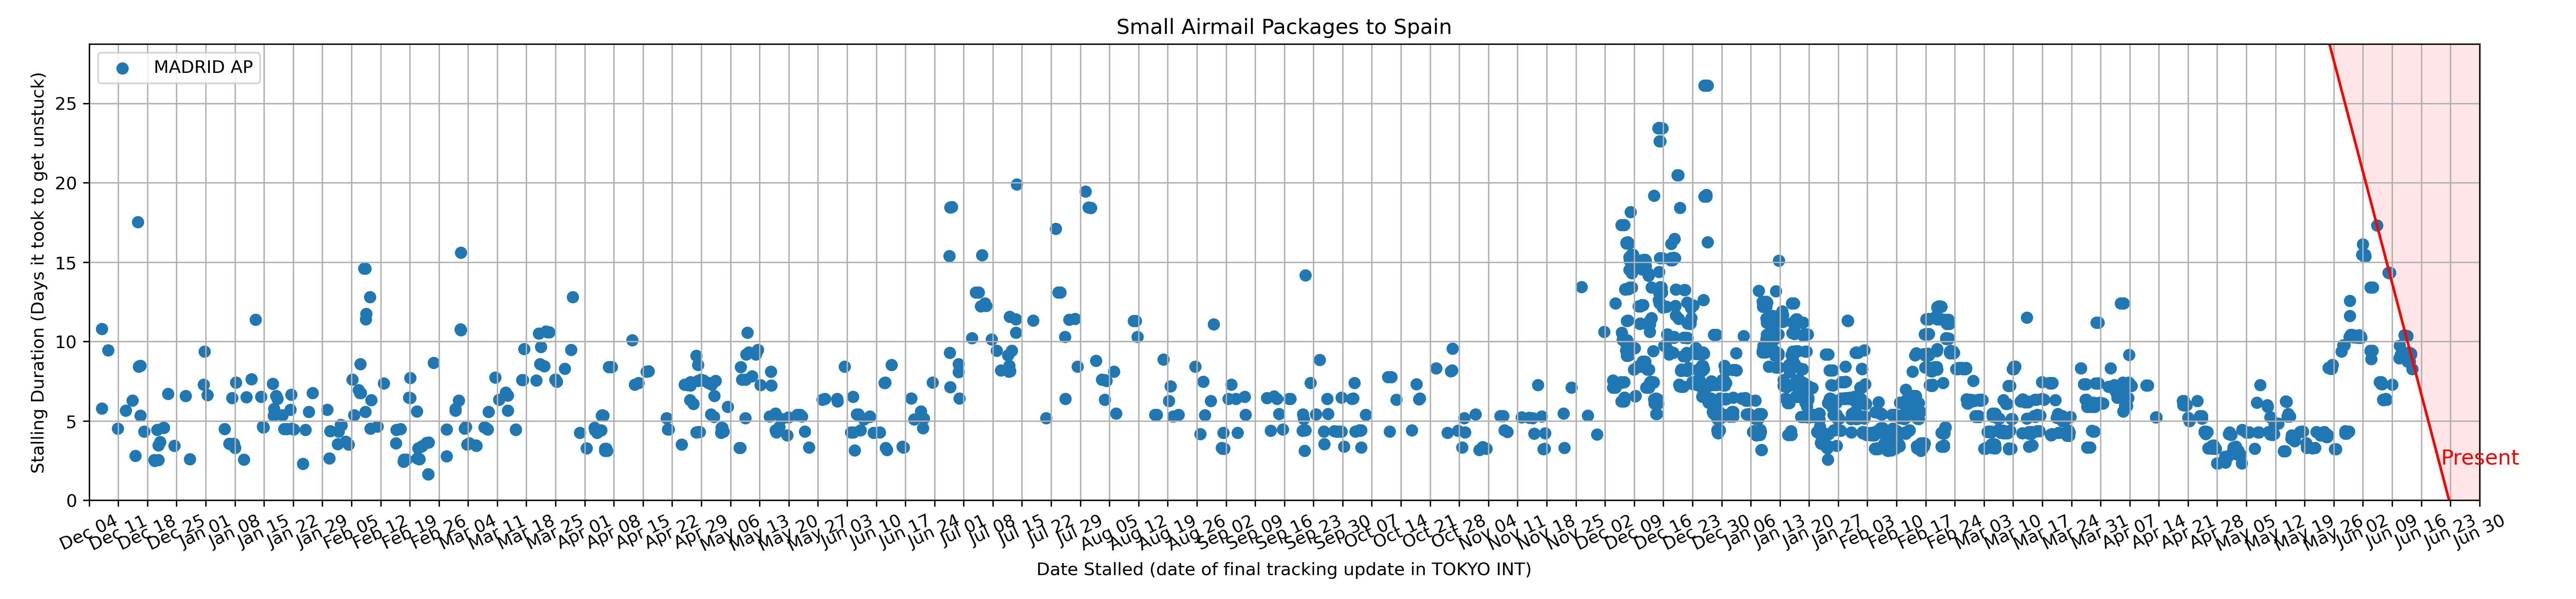 Small Airmail Packages to Spain
MADRID AP
Stalling Duration (Days it took to get unstuck)
25
20
15
10
5
0
Present
Dec 04
Dec 11
Dec 18
Dec 25
Jan 01
Jan 08
Jan 15
Jan 22
Jan 29
Feb 05
Feb 12
Feb 19
Feb 26
Mar 04
Mar 11
Mar 18
Mar 25
Apr 01
Apr 08
Apr 15
Apr 22
Apr 29
May 06
May 13
May 20
May 27
Jun 03
Jun 10
Jun 17
Jun 24
Jul 01
Jul 08
Jul 15
Jul 22
Jul 29
Aug 05
Aug 12
Aug 19
Aug 26
Sep 02
Sep 09
Sep 16
Sep 23
Sep 30
Oct 07
Oct 14
Oct 21
Oct 28
Nov 04
Nov 11
Nov 18
Nov 25
Dec 02
Dec 09
Dec 16
Dec 23
Dec 30
Jan 06
Jan 13
Jan 20
Jan 27
Feb 03
Feb 10
Feb 17
Feb 24
Mar 03
Mar 10
Mar 17
Mar 24
Mar 31
Apr 07
Apr 14
Apr 21
Apr 28
May 05
May 12
May 19
May 26
Jun 02
Jun 09
Jun 16
Jun 23
Jun 30
Date Stalled (date of final tracking update in TOKYO INT)